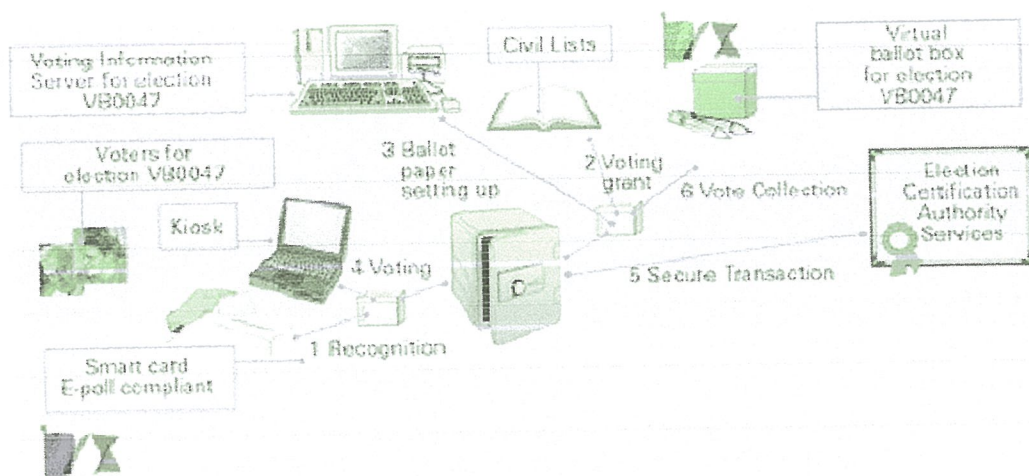 Voting Information
Server for election
VB0047
Civil Lists
Virtual
ballot box
for election
VB0047
Voters for
election VB0047
3 Ballot
paper
setting up
2 Voting
grant
6 Vote Collection
Election
Certification
Authority
Services
Kiosk
4 Voting
5 Secure Transaction
1 Recognition
Smart card
E-poll compliant